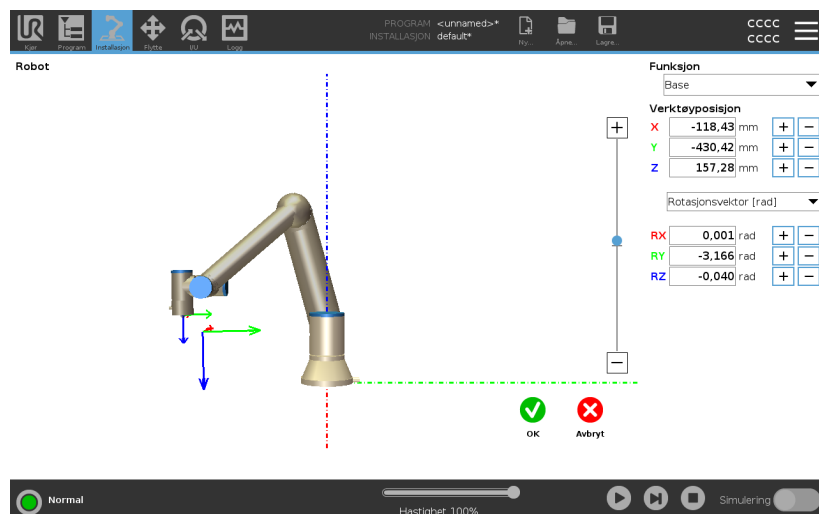 PROGRAM <unnamed>*
INSTALLASJON default*
CCCC
CCCC
Kjør Program Installasjon Flytte I/U Logg Ny... Åpne... Lagre...
Robot
Funksjon
Base
Verktøyposisjon
X -118,43 mm + −
Y -430,42 mm + −
Z 157,28 mm + −
Rotasjonsvektor [rad]
RX 0,001 rad + −
RY -3,166 rad + −
RZ -0,040 rad + −
OK Avbryt
Normal
Hastighet 100%
Simulering